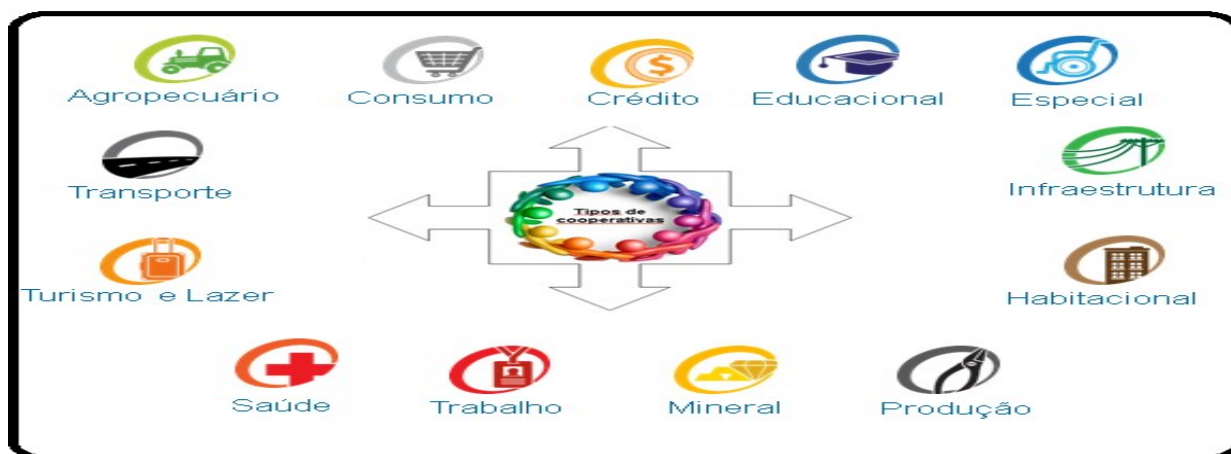 Agropecuário
Consumo
Crédito
Educacional
Especial
Transporte
Tipos de
cooperativas
Infraestrutura
Turismo e Lazer
Habitacional
Saúde
Trabalho
Mineral
Produção